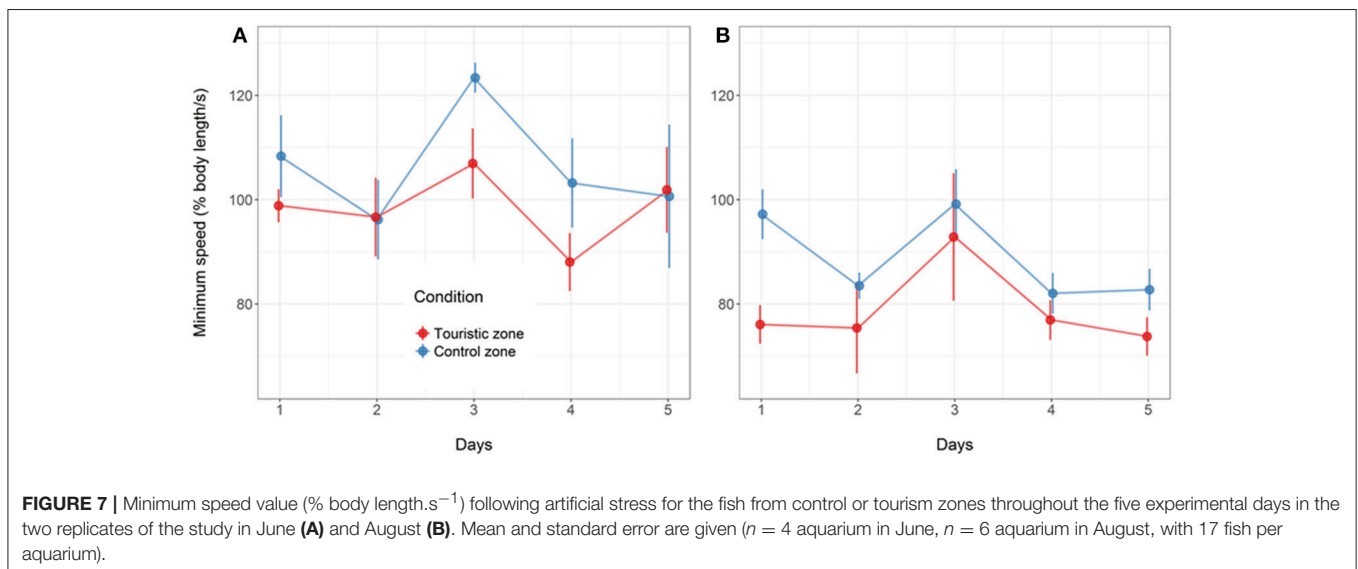 A
B
Minimum speed (% body length/s)
120
100
80
120
100
80
Condition
Touristic zone
Control zone
1 2 3 4 5
1 2 3 4 5
Days
Days
FIGURE 7 | Minimum speed value (% body length.s−1) following artificial stress for the fish from control or tourism zones throughout the five experimental days in the
two replicates of the study in June (A) and August (B). Mean and standard error are given (n = 4 aquarium in June, n = 6 aquarium in August, with 17 fish per
aquarium).